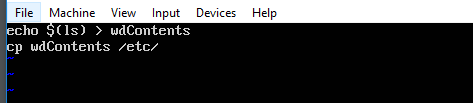 File Machine View Input Devices Help
echo $(ls) > wdContents
cp wdContents /etc/
~
~
~